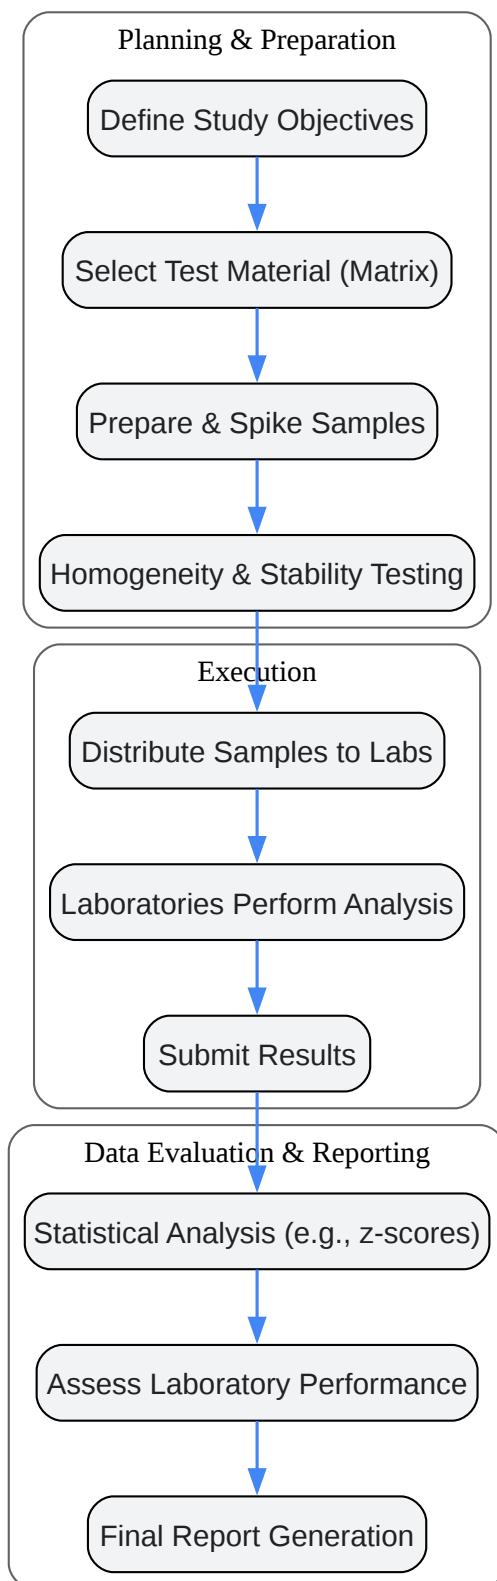 Planning & Preparation
Define Study Objectives
Select Test Material (Matrix)
Prepare & Spike Samples
Homogeneity & Stability Testing
Execution
Distribute Samples to Labs
Laboratories Perform Analysis
Submit Results
Data Evaluation & Reporting
Statistical Analysis (e.g., z-scores)
Assess Laboratory Performance
Final Report Generation